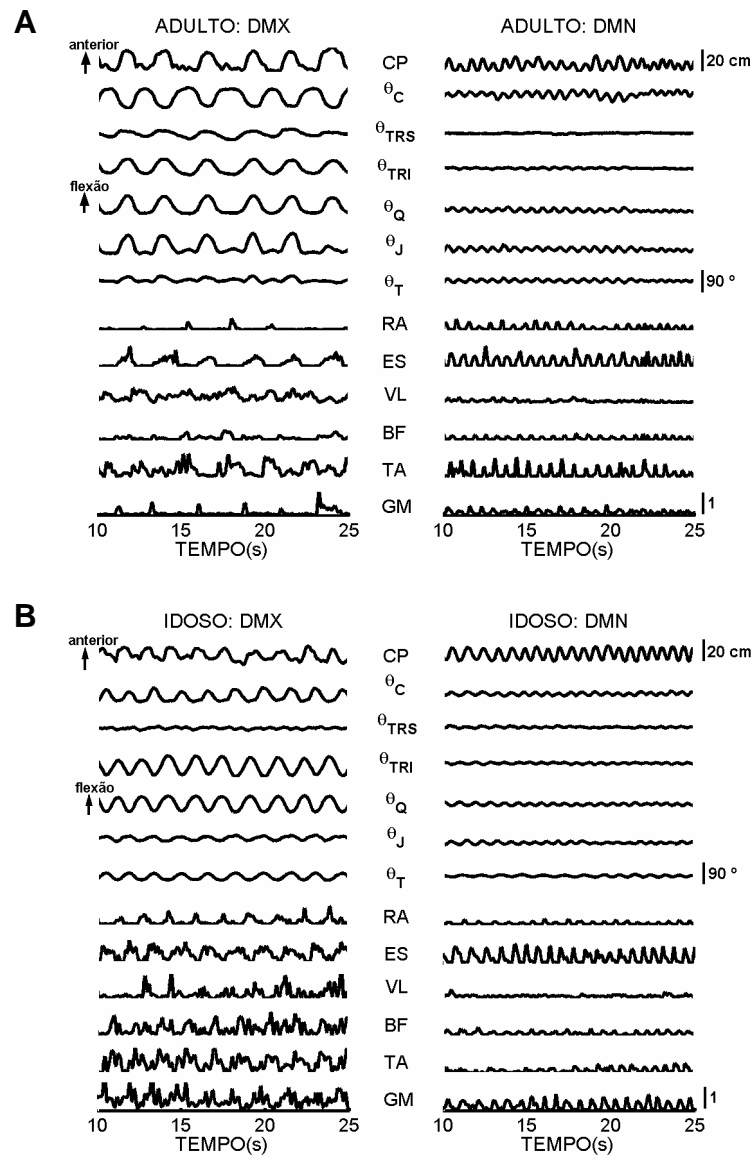 A
ADULTO: DMX
ADULTO: DMN
anterior
CP
20 cm
θC
θTRS
θTRI
flexão
θQ
θJ
θT
90 º
RA
ES
VL
BF
TA
GM
1
10 15 20 25
10 15 20 25
TEMPO(s)
TEMPO(s)
B
IDOSO: DMX
IDOSO: DMN
anterior
CP
20 cm
θC
θTRS
θTRI
flexão
θQ
θJ
θT
90 º
RA
ES
VL
BF
TA
GM
1
10 15 20 25
10 15 20 25
TEMPO(s)
TEMPO(s)